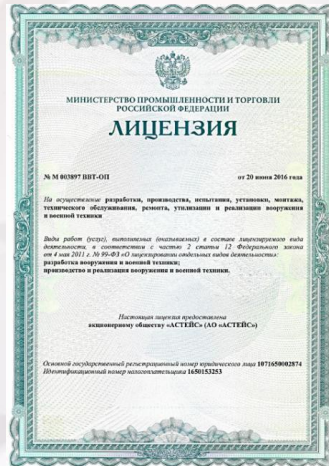 МИНИСТЕРСТВО ПРОМЫШЛЕННОСТИ И ТОРГОВЛИ
РОССИЙСКОЙ ФЕДЕРАЦИИ
ЛИЦЕНЗИЯ
№ М 003897 ВВТ-ОП от 20 июня 2016 года
На осуществление разработки, производства, испытания, установки, монтажа,
технического обслуживания, ремонта, утилизации и реализации вооружения
и военной техники
Виды работ (услуг), выполняемых (оказываемых) в составе лицензируемого вида
деятельности, в соответствии с частью 2 статьи 12 Федерального закона
от 4 мая 2011 г. № 99-ФЗ «О лицензировании отдельных видов деятельности»:
разработка вооружения и военной техники;
производство и реализация вооружения и военной техники.
Настоящая лицензия предоставлена
акционерному обществу «АСТЕЙС» (АО «АСТЕЙС»)
Основной государственный регистрационный номер юридического лица 1071650002874
Идентификационный номер налогоплательщика 1650153253